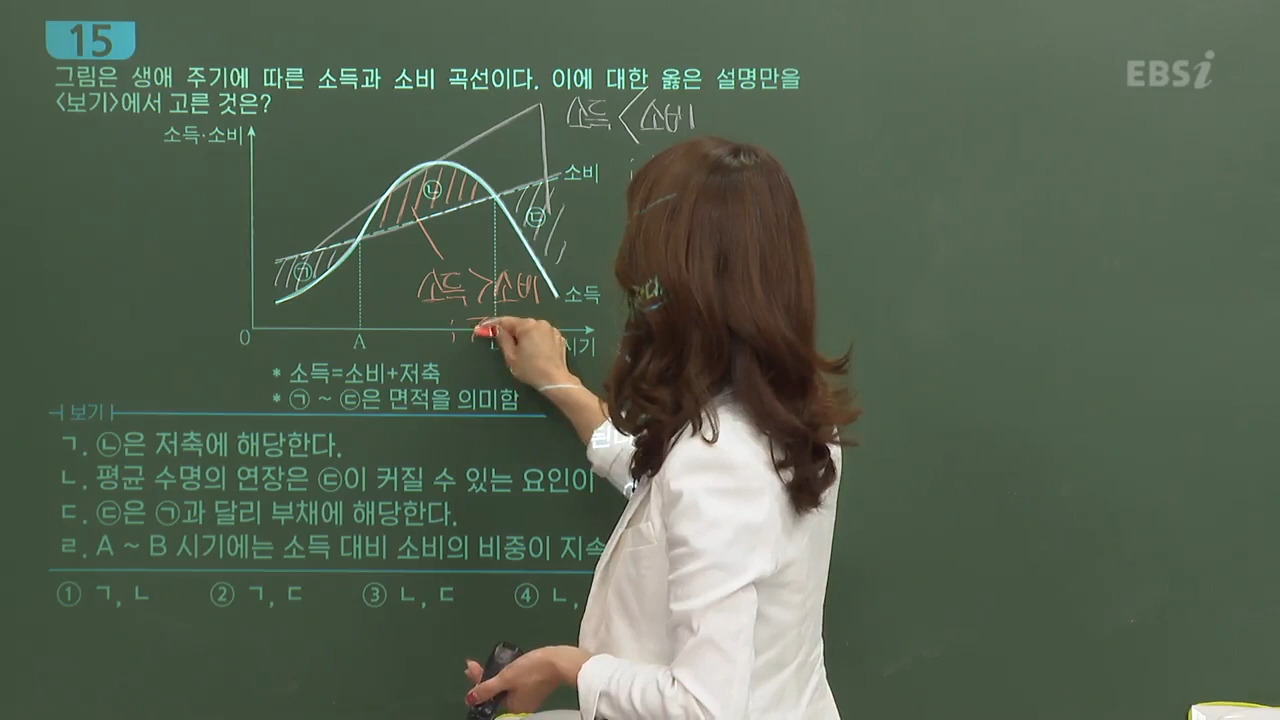 15
EBSi
그림은 생애 주기에 따른 소득과 소비 곡선이다. 이에 대한 옳은 설명만을
<보기>에서 고른 것은?
소득<소비
소득·소비
소비
㉡
㉢
㉠
소득>소비
소득
0
A
시기
* 소득=소비+저축
* ㉠ ~ ㉢은 면적을 의미함
보기
ㄱ. ㉡은 저축에 해당한다.
ㄴ. 평균 수명의 연장은 ㉢이 커질 수 있는 요인이
ㄷ. ㉢은 ㉠과 달리 부채에 해당한다.
ㄹ. A ~ B 시기에는 소득 대비 소비의 비중이
① ㄱ, ㄴ ② ㄱ, ㄷ ③ ㄴ, ㄷ ④ ㄴ,